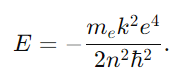 E = −\frac{m_e k^2 e^4}{2n^2 \hbar^2}.